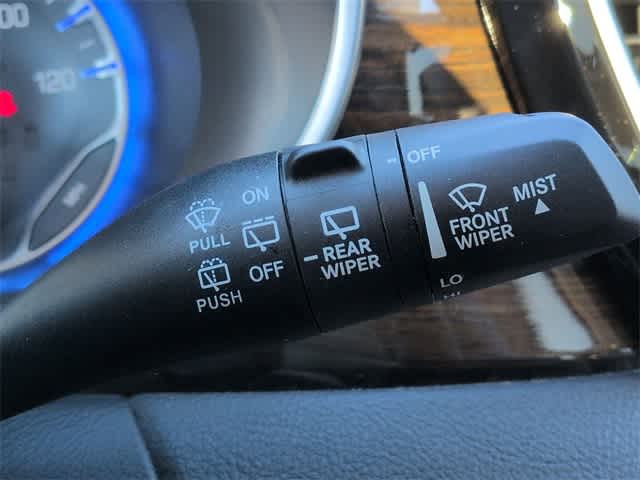 120
ON
PULL
OFF
PUSH
REAR
WIPER
OFF
FRONT
WIPER
MIST
LO